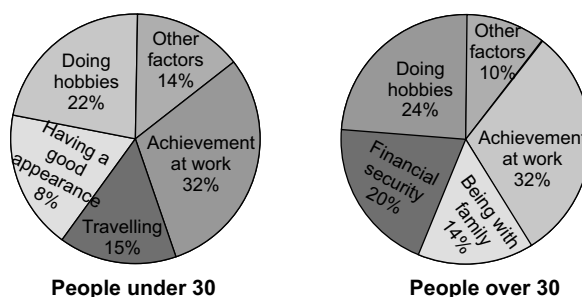 Other
factors
14%
Doing
hobbies
22%
Achievement
at work
32%
Having a
good
appearance
8%
Travelling
15%
People under 30
Other
factors
10%
Doing
hobbies
24%
Achievement
at work
32%
Financial
security
20%
Being with
family
14%
People over 30